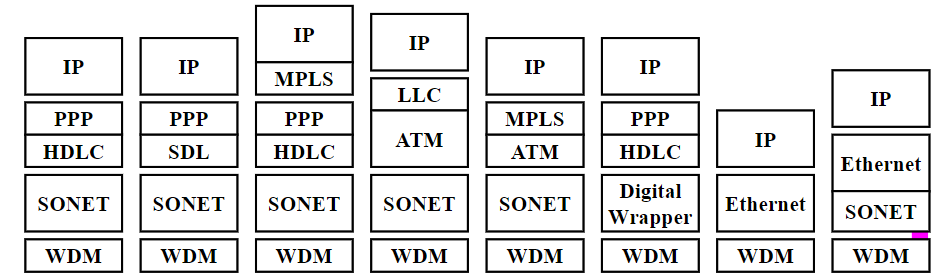 IP
PPP
HDLC
SONET
WDM
IP
PPP
SDL
SONET
WDM
IP
MPLS
PPP
HDLC
SONET
WDM
IP
LLC
ATM
SONET
WDM
IP
MPLS
ATM
SONET
WDM
IP
PPP
HDLC
Digital
Wrapper
WDM
IP
Ethernet
WDM
IP
Ethernet
SONET
WDM